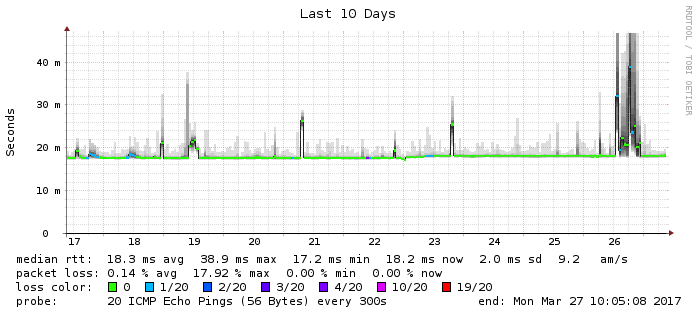 Last 10 Days
RRDTOOL / TOBI OETIKER
Seconds
40 m
30 m
20 m
10 m
0
17 18 19 20 21 22 23 24 25 26
median rtt: 18.3 ms avg 38.9 ms max 17.2 ms min 18.2 ms now 2.0 ms sd 9.2 am/s
packet loss: 0.14 % avg 17.92 % max 0.00 % min 0.00 % now
loss color: 0 1/20 2/20 3/20 4/20 10/20 19/20
probe: 20 ICMP Echo Pings (56 Bytes) every 300s end: Mon Mar 27 10:05:08 2017